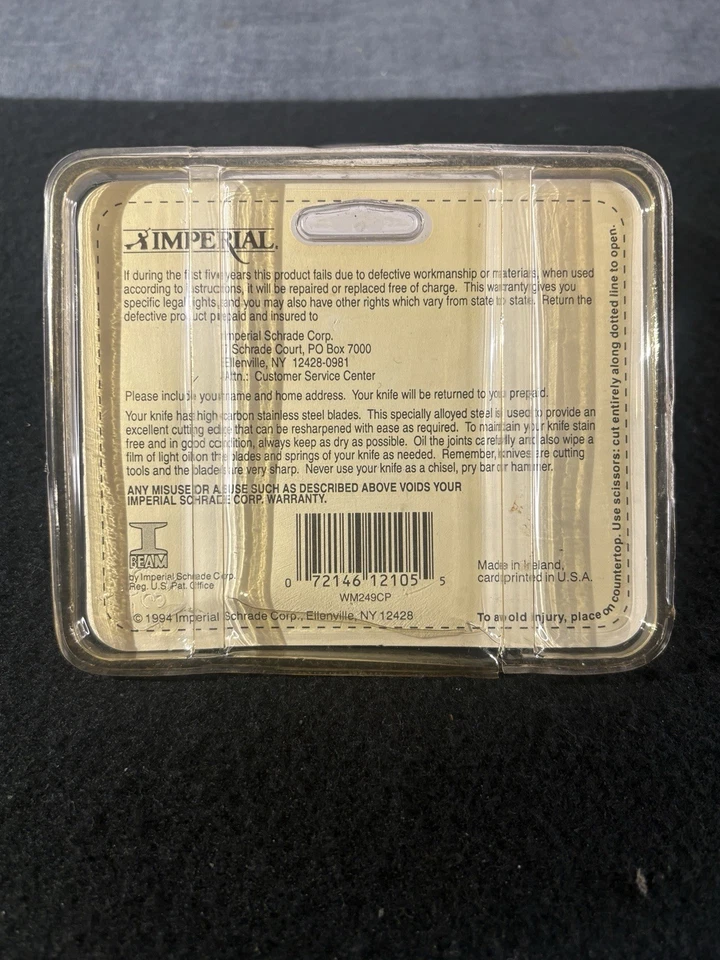 IMPERIAL.
If during the first five years this product fails due to defective workmanship or materials, when used
according to instructions, it will be repaired or replaced free of charge. This warranty gives you
specific legal rights, and you may also have other rights which vary from state to state. Return the
defective product prepaid and insured to
Imperial Schrade Corp.
Schrade Court, PO Box 7000
Ellenville, NY 12428-0981
Attn.: Customer Service Center
Please include your name and home address. Your knife will be returned to you prepaid.
Your knife has high carbon stainless steel blades. This specially alloyed steel is used to provide an
excellent cutting edge that can be resharpened with ease as required. To maintain your knife stain
free and in good condition, always keep as dry as possible. Oil the joints carefully and also wipe a
film of light oil on the blades and springs of your knife as needed. Remember, knives are cutting
tools and the blades are very sharp. Never use your knife as a chisel, pry bar or hammer.
ANY MISUSE OR ABUSE SUCH AS DESCRIBED ABOVE VOIDS YOUR
IMPERIAL SCHRADE CORP. WARRANTY.
I
BEAM
by Imperial Schrade Corp.
Reg. U.S. Pat. Office
0 72146 12105 5
WM249CP
Made in Ireland,
card printed in U.S.A.
© 1994 Imperial Schrade Corp., Ellenville, NY 12428
To avoid injury, place on countertop. Use scissors: cut entirely along dotted line to open.